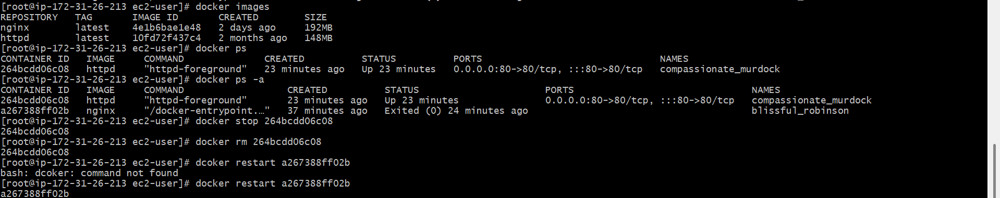 [root@ip-172-31-26-213 ec2-user]# docker images
REPOSITORY   TAG       IMAGE ID       CREATED        SIZE
nginx        latest    4e1b6bae1e48   2 days ago     192MB
httpd        latest    10fd72f437c4   2 months ago   148MB
[root@ip-172-31-26-213 ec2-user]# docker ps
CONTAINER ID   IMAGE     COMMAND              CREATED          STATUS          PORTS                               NAMES
264bcdd06c08   httpd     "httpd-foreground"   23 minutes ago   Up 23 minutes   0.0.0.0:80->80/tcp, :::80->80/tcp   compassionate_murdock
[root@ip-172-31-26-213 ec2-user]# docker ps -a
CONTAINER ID   IMAGE     COMMAND                  CREATED          STATUS                      PORTS                               NAMES
264bcdd06c08   httpd     "httpd-foreground"       23 minutes ago   Up 23 minutes               0.0.0.0:80->80/tcp, :::80->80/tcp   compassionate_murdock
a267388ff02b   nginx     "/docker-entrypoint.…"   37 minutes ago   Exited (0) 24 minutes ago                                       blissful_robinson
[root@ip-172-31-26-213 ec2-user]# docker stop 264bcdd06c08
264bcdd06c08
[root@ip-172-31-26-213 ec2-user]# docker rm 264bcdd06c08
264bcdd06c08
[root@ip-172-31-26-213 ec2-user]# dcoker restart a267388ff02b
bash: dcoker: command not found
[root@ip-172-31-26-213 ec2-user]# docker restart a267388ff02b
a267388ff02b